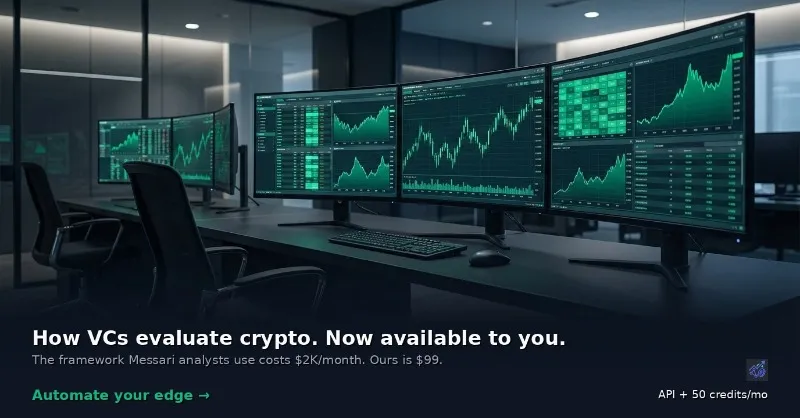 How VCs evaluate crypto. Now available to you.
The framework Messari analysts use costs $2K/month. Ours is $99.
Automate your edge →
API + 50 credits/mo